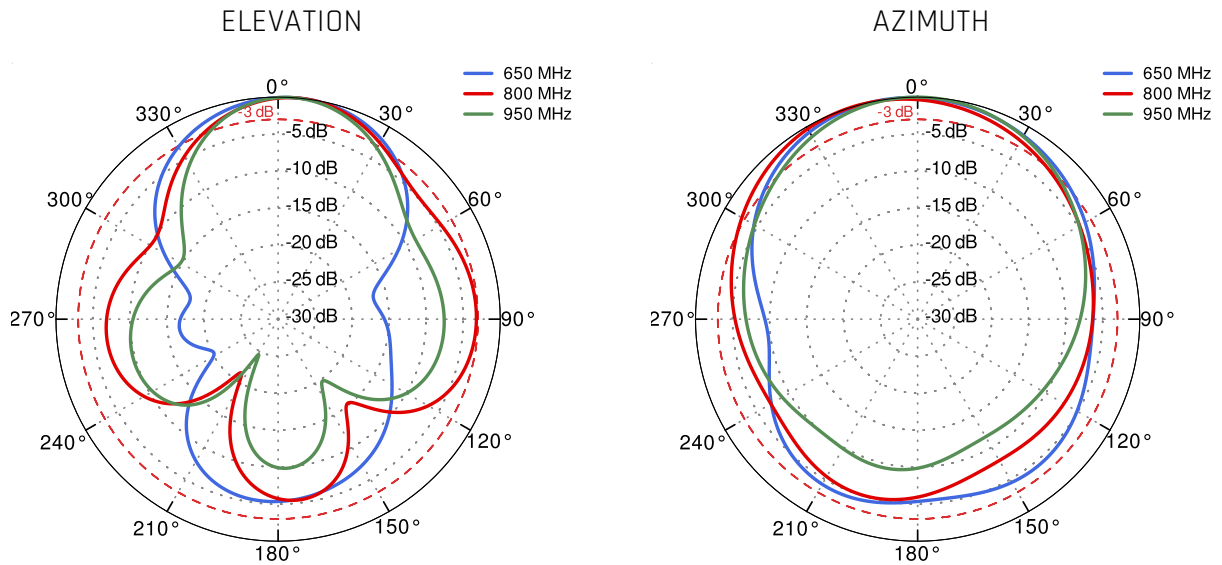 ELEVATION
650 MHz
800 MHz
950 MHz
0°
330°
30°
-3 dB
-5 dB
-10 dB
300°
60°
-15 dB
-20 dB
-25 dB
-30 dB
270°
90°
240°
120°
210°
150°
180°
AZIMUTH
650 MHz
800 MHz
950 MHz
0°
330°
30°
-3 dB
-5 dB
-10 dB
300°
60°
-15 dB
-20 dB
-25 dB
-30 dB
270°
90°
240°
120°
210°
150°
180°